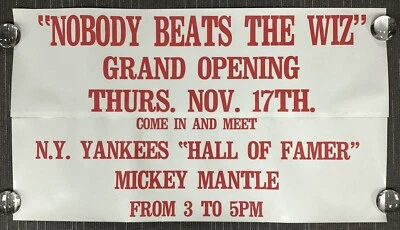 "NOBODY BEATS THE WIZ"
GRAND OPENING
THURS. NOV. 17TH.
COME IN AND MEET
N.Y. YANKEES "HALL OF FAMER"
MICKEY MANTLE
FROM 3 TO 5PM